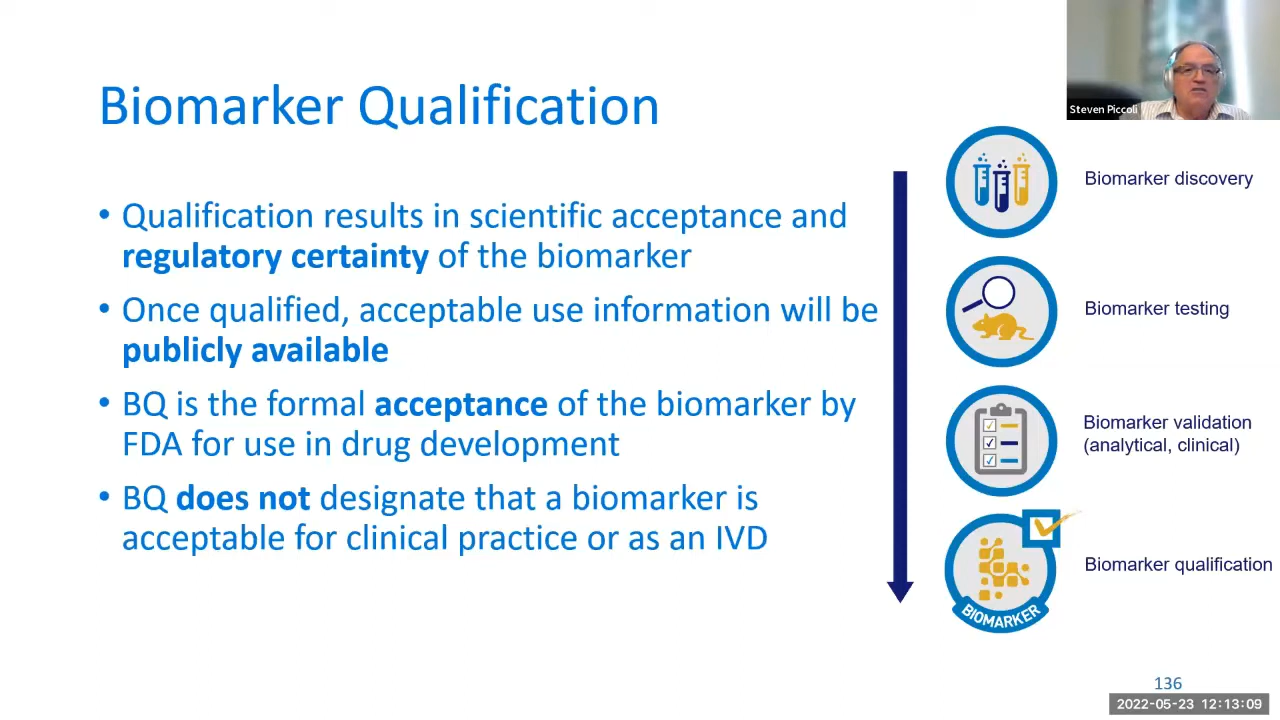 Biomarker Qualification
Steven Piccoli
• Qualification results in scientific acceptance and
regulatory certainty of the biomarker
• Once qualified, acceptable use information will be
publicly available
• BQ is the formal acceptance of the biomarker by
FDA for use in drug development
• BQ does not designate that a biomarker is
acceptable for clinical practice or as an IVD
Biomarker discovery
Biomarker testing
Biomarker validation
(analytical, clinical)
Biomarker qualification
BIOMARKER
136
2022-05-23 12:13:09